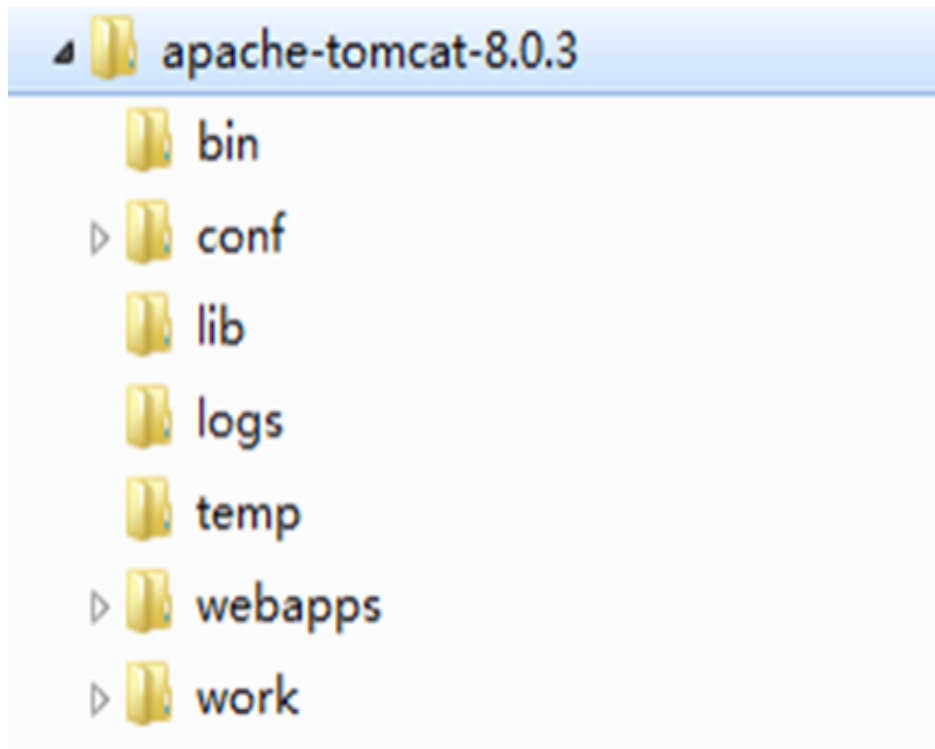 apache-tomcat-8.0.3
bin
conf
lib
logs
temp
webapps
work